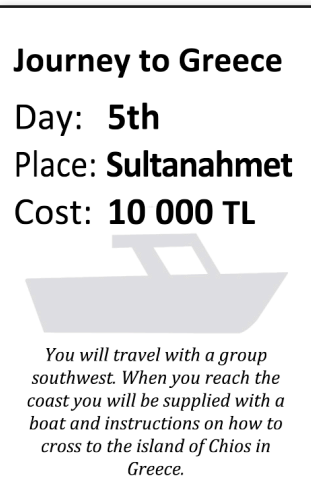 Journey to Greece
Day: 5th
Place: Sultanahmet
Cost: 10 000 TL
You will travel with a group
southwest. When you reach the
coast you will be supplied with a
boat and instructions on how to
cross to the island of Chios in
Greece.